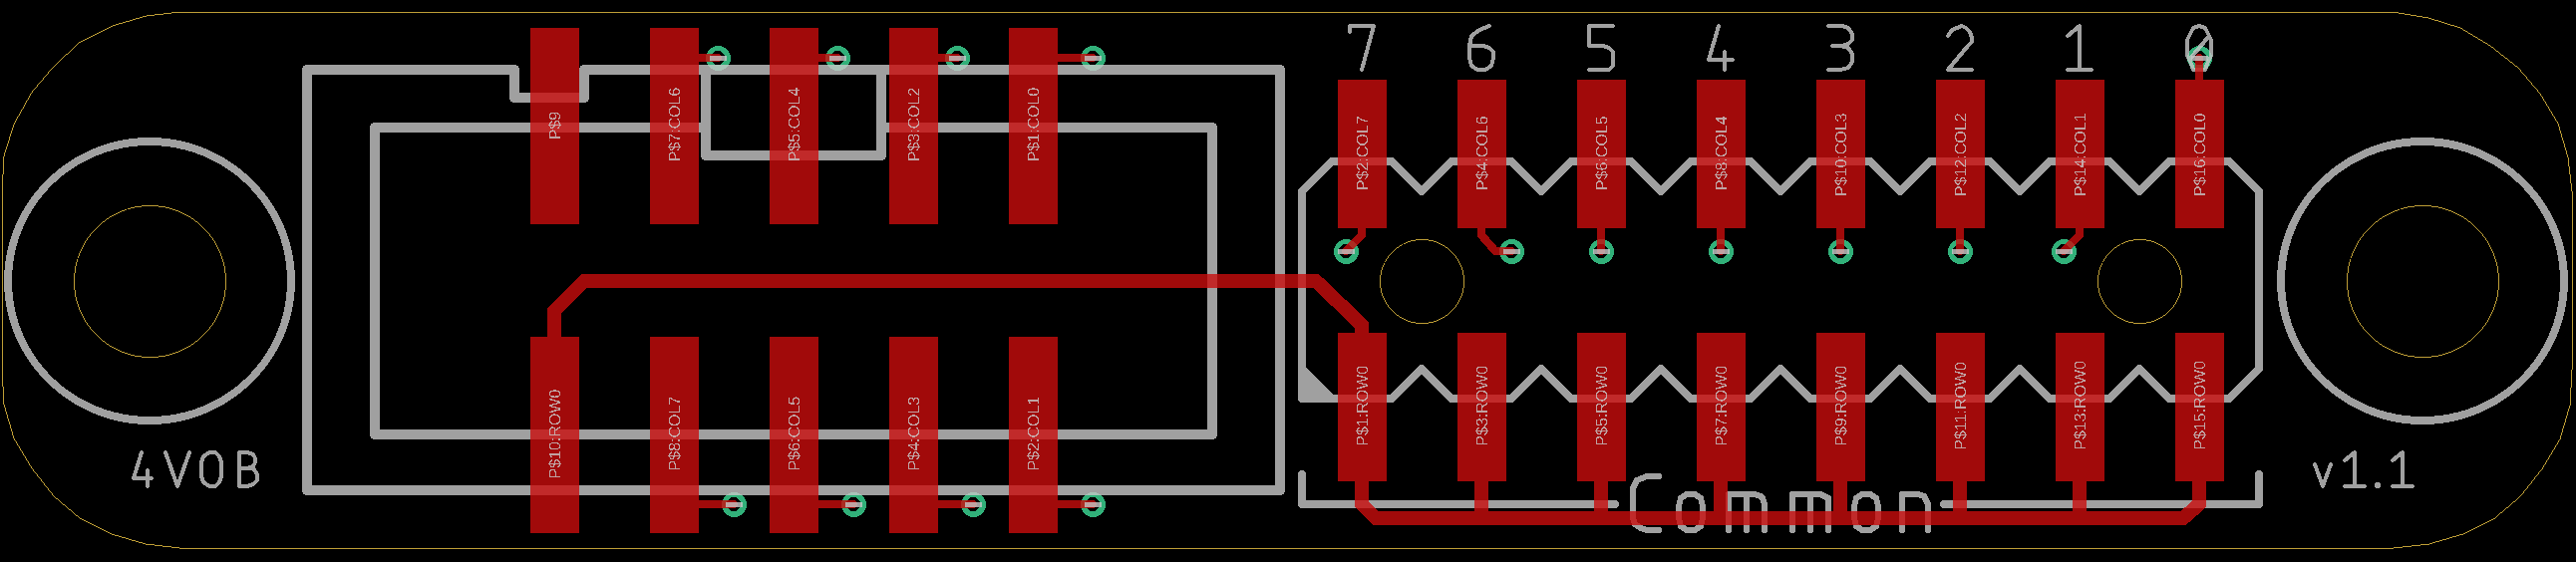 7 6 5 4 3 2 1 0
P$9 P$7:COL6 P$5:COL4 P$3:COL2 P$1:COL0
P$2:COL7 P$4:COL6 P$6:COL5 P$8:COL4 P$10:COL3 P$12:COL2 P$14:COL1 P$16:COL0
P$10:ROW0 P$8:COL7 P$6:COL5 P$4:COL3 P$2:COL1
P$1:ROW0 P$3:ROW0 P$5:ROW0 P$7:ROW0 P$9:ROW0 P$11:ROW0 P$13:ROW0 P$15:ROW0
4VOB
v1.1
Common